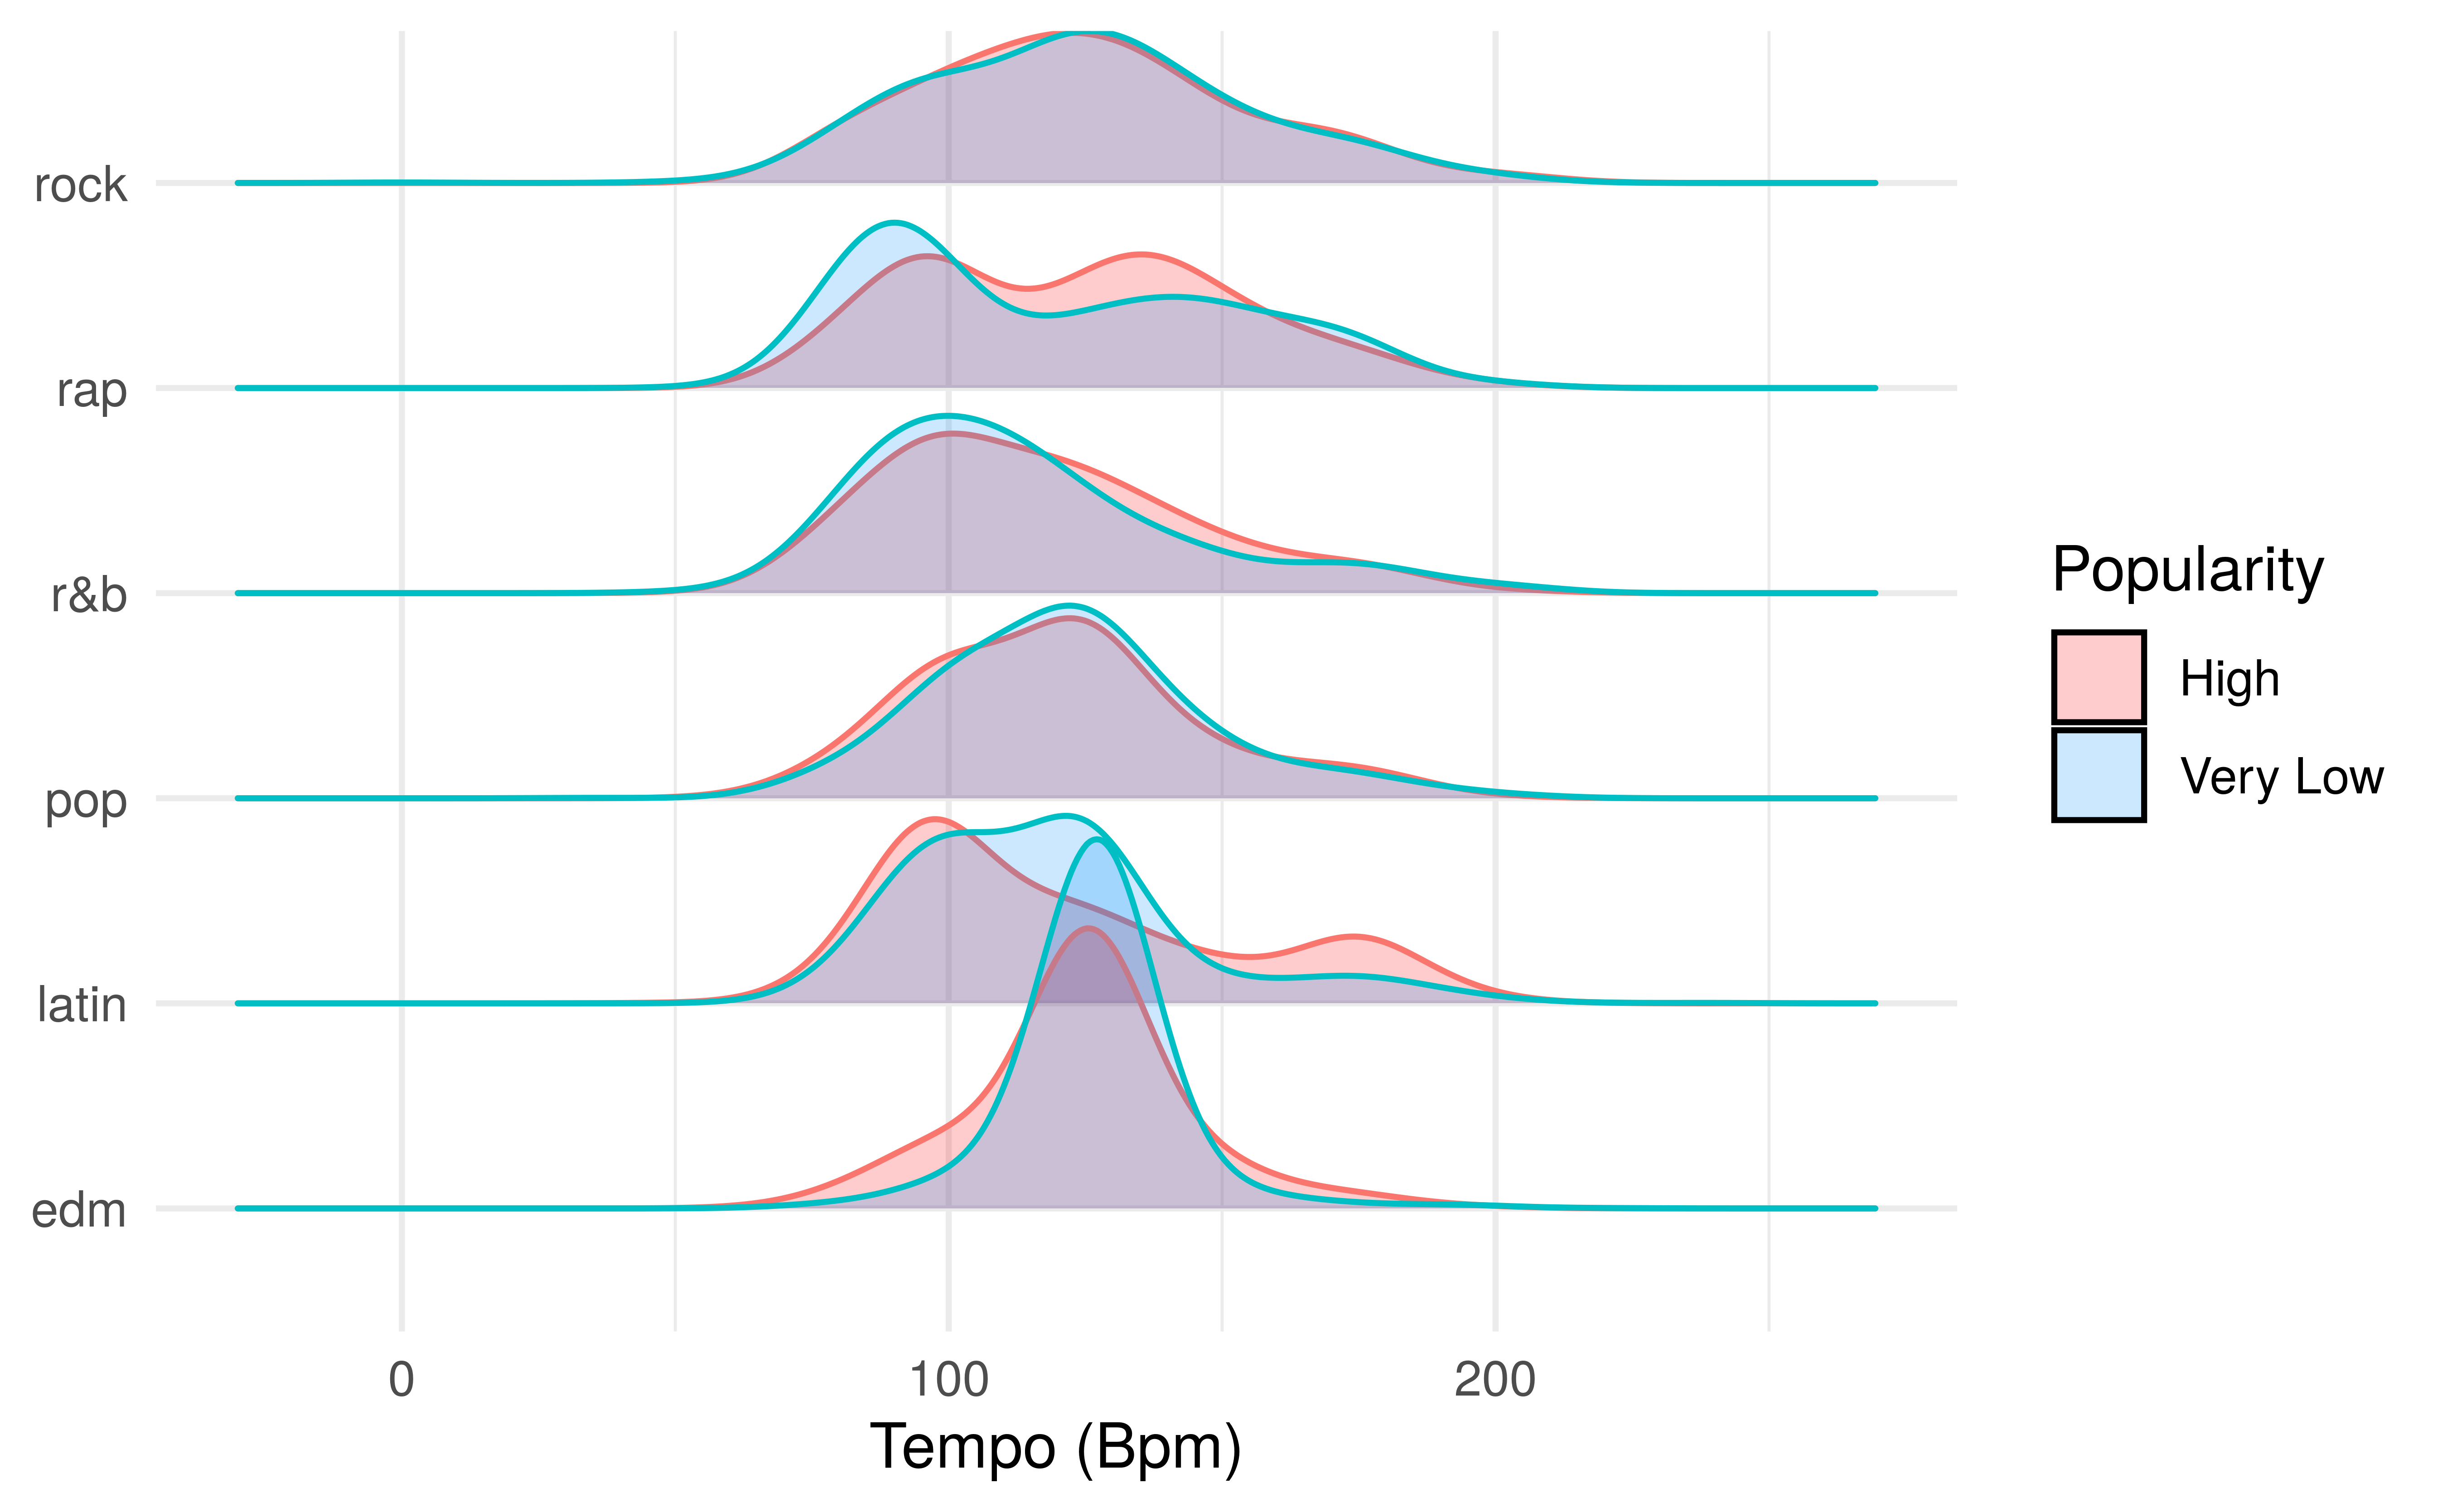 rock
rap
r&b
pop
latin
edm
0 100 200
Tempo (Bpm)
Popularity
High
Very Low